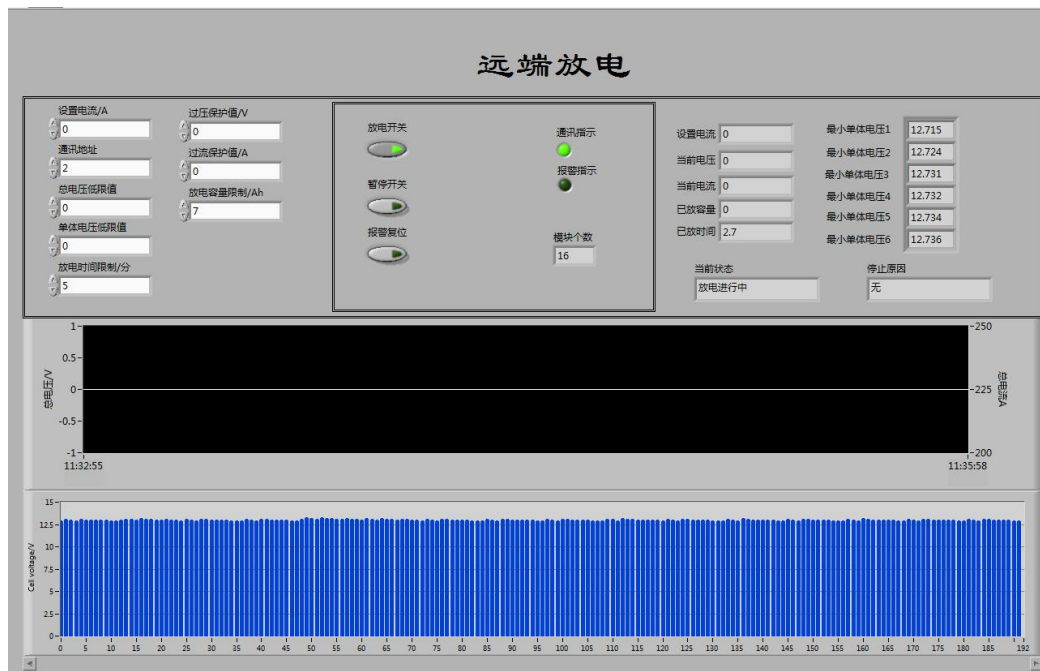 远端放电
设置电流/A
0
通讯地址
2
总电压低限值
0
单体电压低限值
0
放电时间限制/分
5
过压保护值/V
0
过流保护值/A
0
放电容量限制/Ah
7
放电开关
暂停开关
报警复位
通讯指示
报警指示
模块个数
16
设置电流 0
当前电压 0
当前电流 0
已放容量 0
已放时间 2.7
最小单体电压1 12.715
最小单体电压2 12.724
最小单体电压3 12.731
最小单体电压4 12.732
最小单体电压5 12.734
最小单体电压6 12.736
当前状态
放电进行中
停止原因
无
总电压/V
1
0.5
0
-0.5
-1
11:32:55
11:35:58
250
225
200
总电流A
Cell voltage/V
15
12.5
10
7.5
5
2.5
0
0 5 10 15 20 25 30 35 40 45 50 55 60 65 70 75 80 85 90 95 100 105 110 115 120 125 130 135 140 145 150 155 160 165 170 175 180 185 192